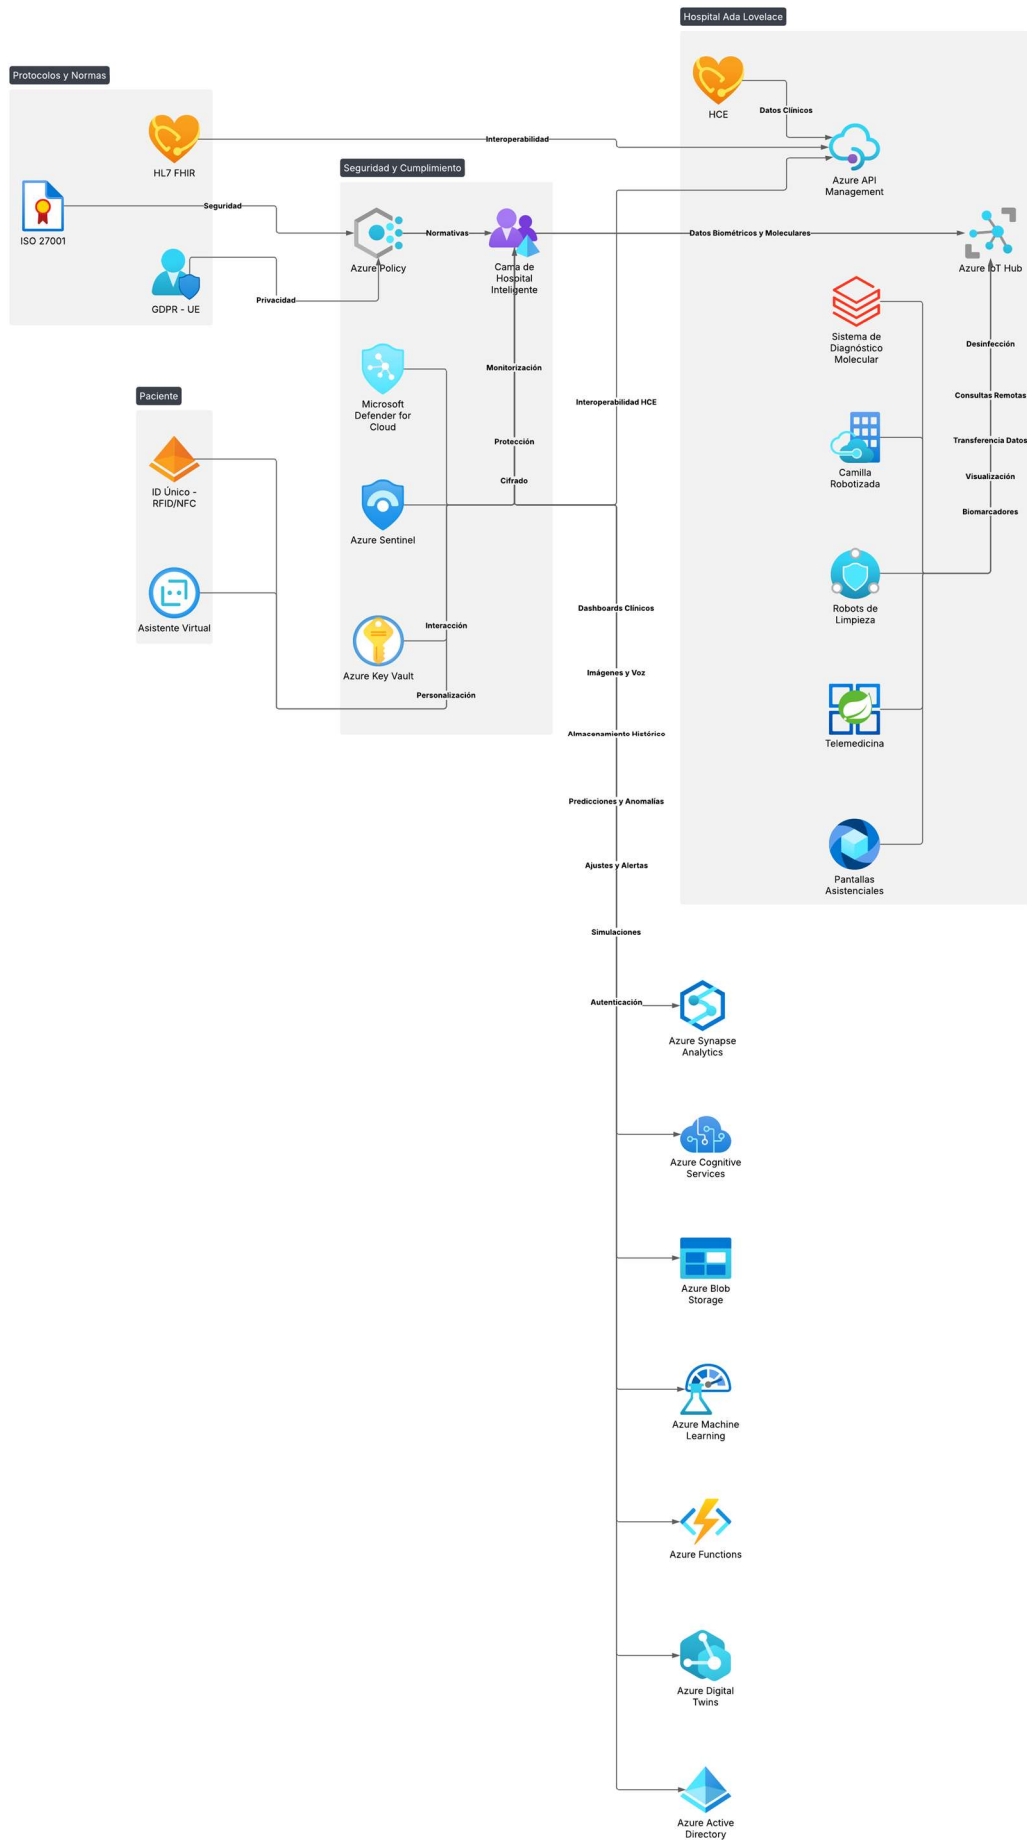 Hospital Ada Lovelace
Protocolos y Normas
HCE
Datos Clínicos
HL7 FHIR
Interoperabilidad
Azure API
Management
Seguridad y Cumplimiento
ISO 27001
Seguridad
Azure Policy
Normativas
Cama de
Hospital
Inteligente
Datos Biométricos y Moleculares
Azure IoT Hub
GDPR - UE
Privacidad
Sistema de
Diagnóstico
Molecular
Desinfección
Monitorización
Paciente
Microsoft
Defender for
Cloud
Interoperabilidad HCE
Consultas Remotas
Protección
Transferencia Datos
Camilla
Robotizada
Visualización
Cifrado
ID Único -
RFID/NFC
Biomarcadores
Azure Sentinel
Dashboards Clínicos
Robots de
Limpieza
Asistente Virtual
Interacción
Azure Key Vault
Imágenes y Voz
Personalización
Almacenamiento Histórico
Telemedicina
Predicciones y Anomalías
Ajustes y Alertas
Pantallas
Asistenciales
Simulaciones
Autenticación
Azure Synapse
Analytics
Azure Cognitive
Services
Azure Blob
Storage
Azure Machine
Learning
Azure Functions
Azure Digital
Twins
Azure Active
Directory